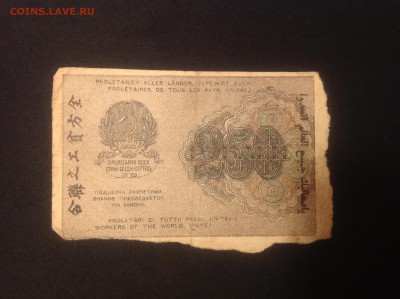 COINS.LAVE.RU
PROLETARIER ALLER LÄNDER, VEREINIGT EUCH!
PROLÉTAIRES DE TOUS LES PAYS, UNISSEZ-VOUS!
ПРОЛЕТАРИИ ВСЕХ
СТРАН, СОЕДИНЯЙТЕСЬ!
250
ПОДДЕЛКА РАСЧЕТНЫХ
ЗНАКОВ ПРЕСЛЕДУЕТСЯ
ПО ЗАКОНУ.
PROLETARI DI TUTTI I PAESI, UNITEVI!
WORKERS OF THE WORLD, UNITE!